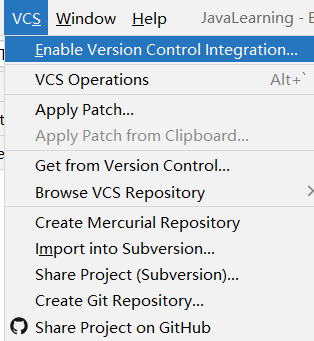 VCS Window Help JavaLearning - E
Enable Version Control Integration...
VCS Operations Alt+`
Apply Patch...
Apply Patch from Clipboard...
Get from Version Control...
Browse VCS Repository
Create Mercurial Repository
Import into Subversion...
Share Project (Subversion)...
Create Git Repository...
Share Project on GitHub